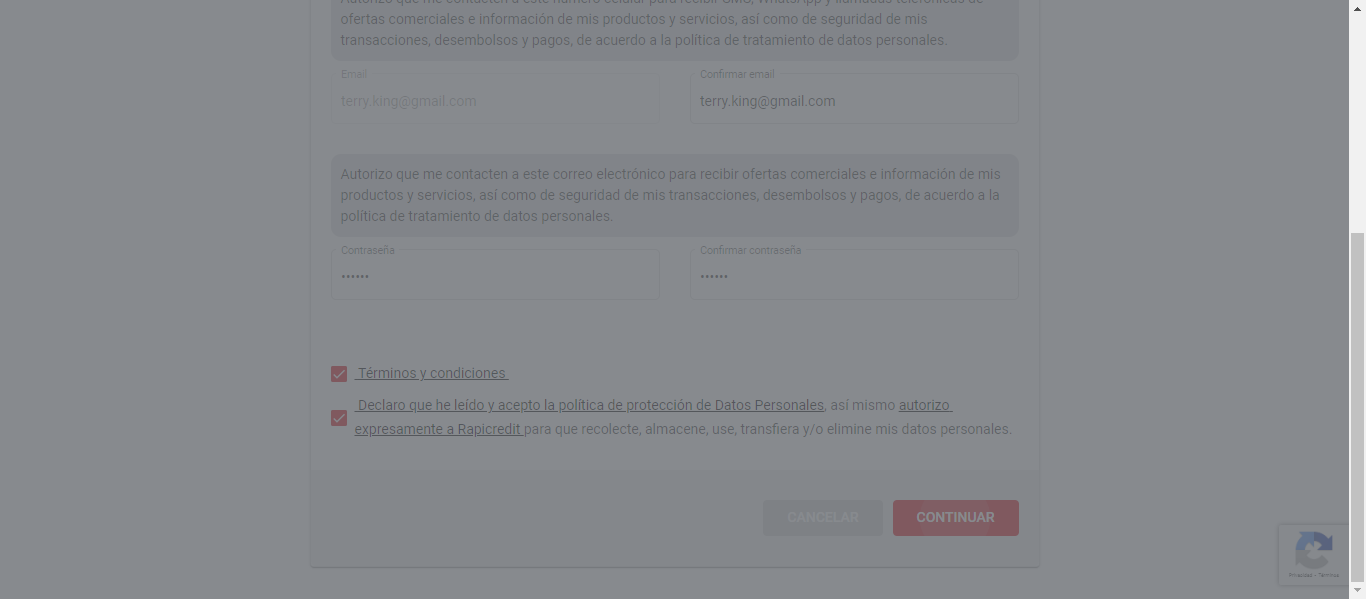 Autorizo que me contacten a este número celular para recibir SMS, WhatsApp y llamadas telefónicas de
ofertas comerciales e información de mis productos y servicios, así como de seguridad de mis
transacciones, desembolsos y pagos, de acuerdo a la política de tratamiento de datos personales.
Email
Confirmar email
terry.king@gmail.com
terry.king@gmail.com
Autorizo que me contacten a este correo electrónico para recibir ofertas comerciales e información de mis
productos y servicios, así como de seguridad de mis transacciones, desembolsos y pagos, de acuerdo a la
política de tratamiento de datos personales.
Contraseña
Confirmar contraseña
••••••
••••••
Términos y condiciones
Declaro que he leído y acepto la política de protección de Datos Personales, así mismo autorizo
expresamente a Rapicredit para que recolecte, almacene, use, transfiera y/o elimine mis datos personales.
CANCELAR
CONTINUAR
Privacidad - Términos